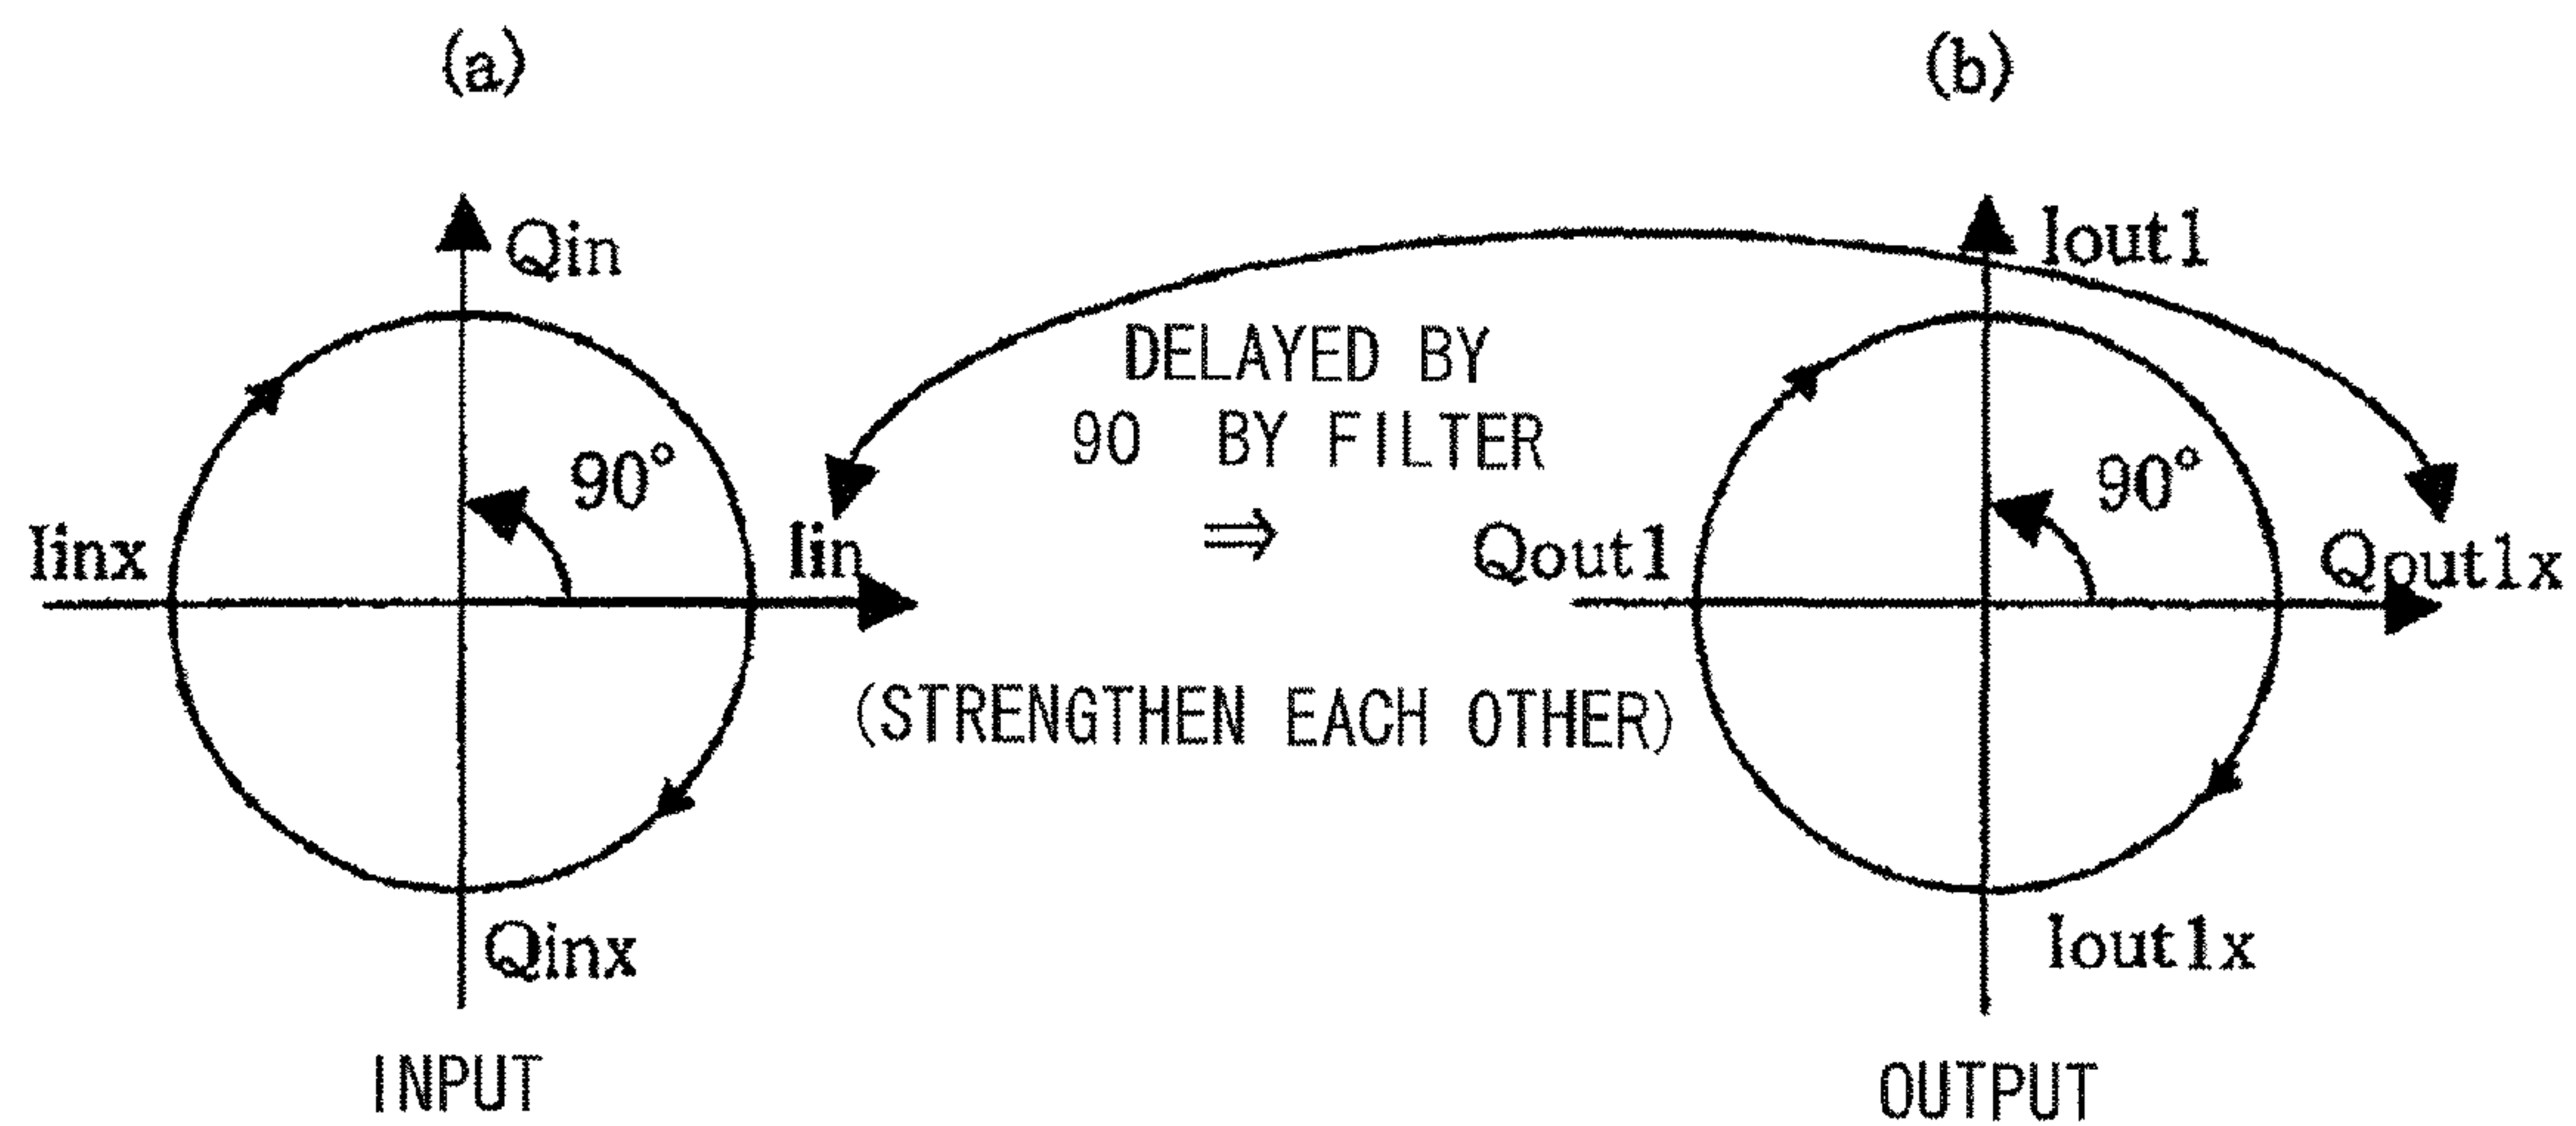 (a)
(b)
Qin
Iout1
DELAYED BY
90 BY FILTER
⇒
90°
90°
Iinx
Iin
Qout1
Qout1x
(STRENGTHEN EACH OTHER)
Qinx
Iout1x
INPUT
OUTPUT